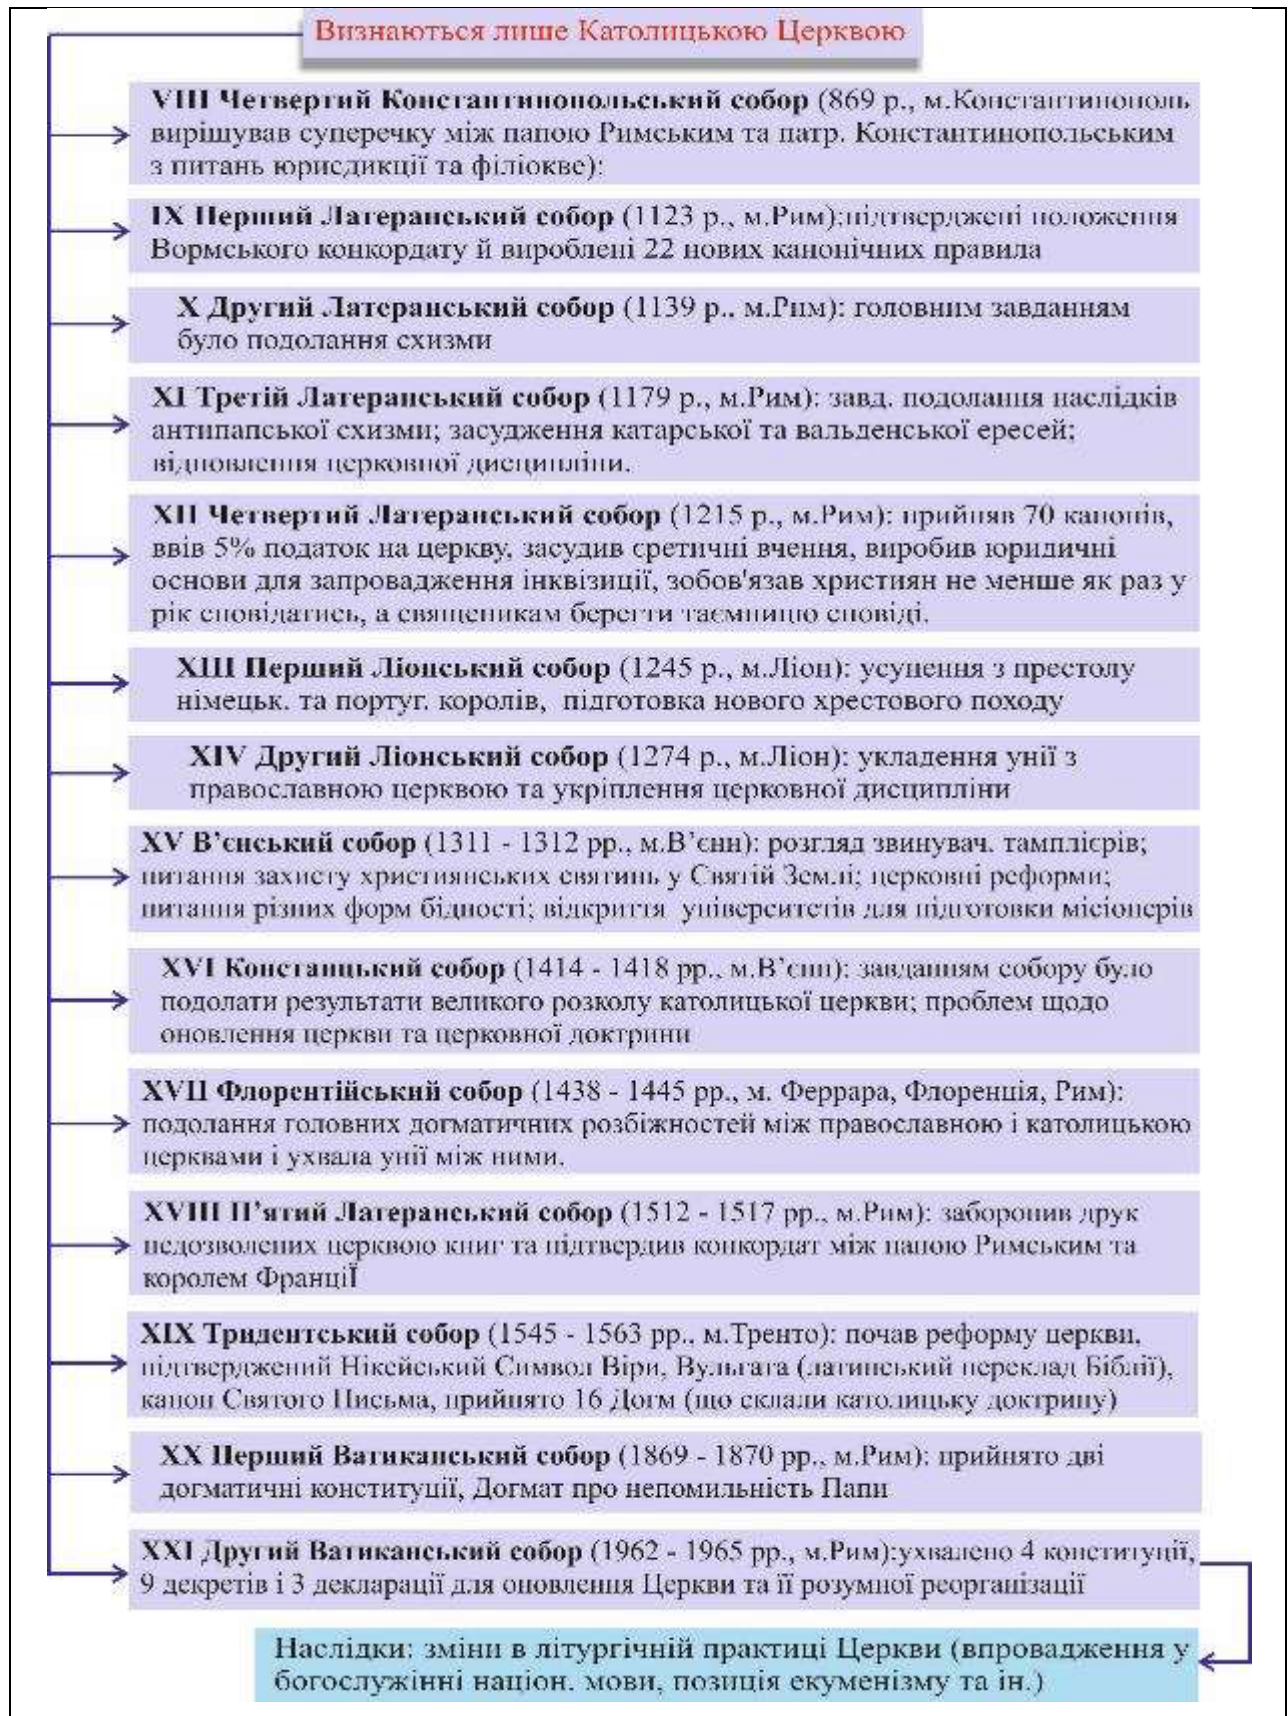 Визнаються лише Католицькою Церквою
VIII Четвертий Константинопольський собор (869 р., м.Константинополь
вирішував суперечку між папою Римським та патр. Константинопольським
з питань юрисдикції та філіокве):
IX Перший Латеранський собор (1123 р., м.Рим):підтверджені положення
Вормського конкордату й вироблені 22 нових канонічних правила
X Другий Латеранський собор (1139 р., м.Рим): головним завданням
було подолання схизми
XI Третій Латеранський собор (1179 р., м.Рим): завд. подолання наслідків
антипапської схизми; засудження катарської та вальденської ересей;
відновлення церковної дисципліни.
XII Четвертий Латеранський собор (1215 р., м.Рим): прийняв 70 канонів,
ввів 5% податок на церкву, засудив єретичні вчення, виробив юридичні
основи для запровадження інквізиції, зобов'язав християн не менше як раз у
рік сповідатись, а священикам берегти таємницю сповіді.
XIII Перший Ліонський собор (1245 р., м.Ліон): усунення з престолу
німецьк. та португ. королів, підготовка нового хрестового походу
XIV Другий Ліонський собор (1274 р., м.Ліон): укладення унії з
православною церквою та укріплення церковної дисципліни
XV В’єнський собор (1311 - 1312 рр., м.В’єнн): розгляд звинувач. тамплієрів;
питання захисту християнських святинь у Святій Землі; церковні реформи;
питання різних форм бідності; відкриття університетів для підготовки місіонерів
XVI Констанцький собор (1414 - 1418 рр., м.В’єнн): завданням собору було
подолати результати великого розколу католицької церкви; проблем щодо
оновлення церкви та церковної доктрини
XVII Флорентійський собор (1438 - 1445 рр., м. Феррара, Флоренція, Рим):
подолання головних догматичних розбіжностей між православною і католицькою
церквами і ухвала унії між ними.
XVIII П’ятий Латеранський собор (1512 - 1517 рр., м.Рим): заборонив друк
недозволених церквою книг та підтвердив конкордат між папою Римським та
королем Франції
XIX Тридентський собор (1545 - 1563 рр., м.Тренто): почав реформу церкви,
підтверджений Нікейський Символ Віри, Вульгата (латинський переклад Біблії),
канон Святого Письма, прийнято 16 Догм (що склали католицьку доктрину)
XX Перший Ватиканський собор (1869 - 1870 рр., м.Рим): прийнято дві
догматичні конституції, Догмат про непомильність Папи
XXI Другий Ватиканський собор (1962 - 1965 рр., м.Рим):ухвалено 4 конституції,
9 декретів і 3 декларації для оновлення Церкви та її розумної реорганізації
Наслідки: зміни в літургічній практиці Церкви (впровадження у
богослужінні націон. мови, позиція екуменізму та ін.)